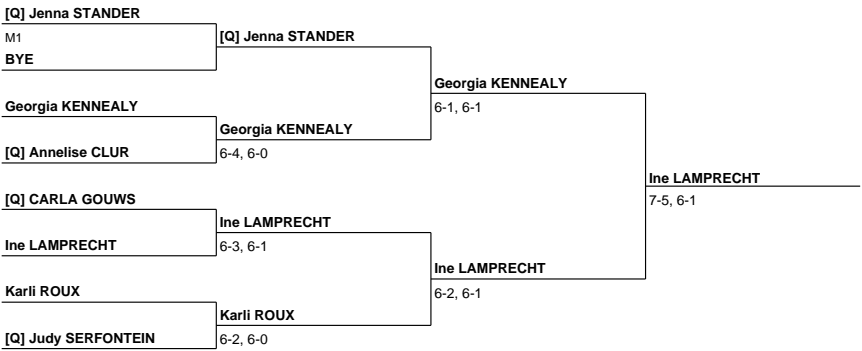 [Q] Jenna STANDER
M1
BYE
Georgia KENNEALY
[Q] Annelise CLUR
[Q] CARLA GOUWS
Ine LAMPRECHT
Karli ROUX
[Q] Judy SERFONTEIN
[Q] Jenna STANDER
Georgia KENNEALY
6-4, 6-0
Ine LAMPRECHT
6-3, 6-1
Karli ROUX
6-2, 6-0
Georgia KENNEALY
6-1, 6-1
Ine LAMPRECHT
6-2, 6-1
Ine LAMPRECHT
7-5, 6-1